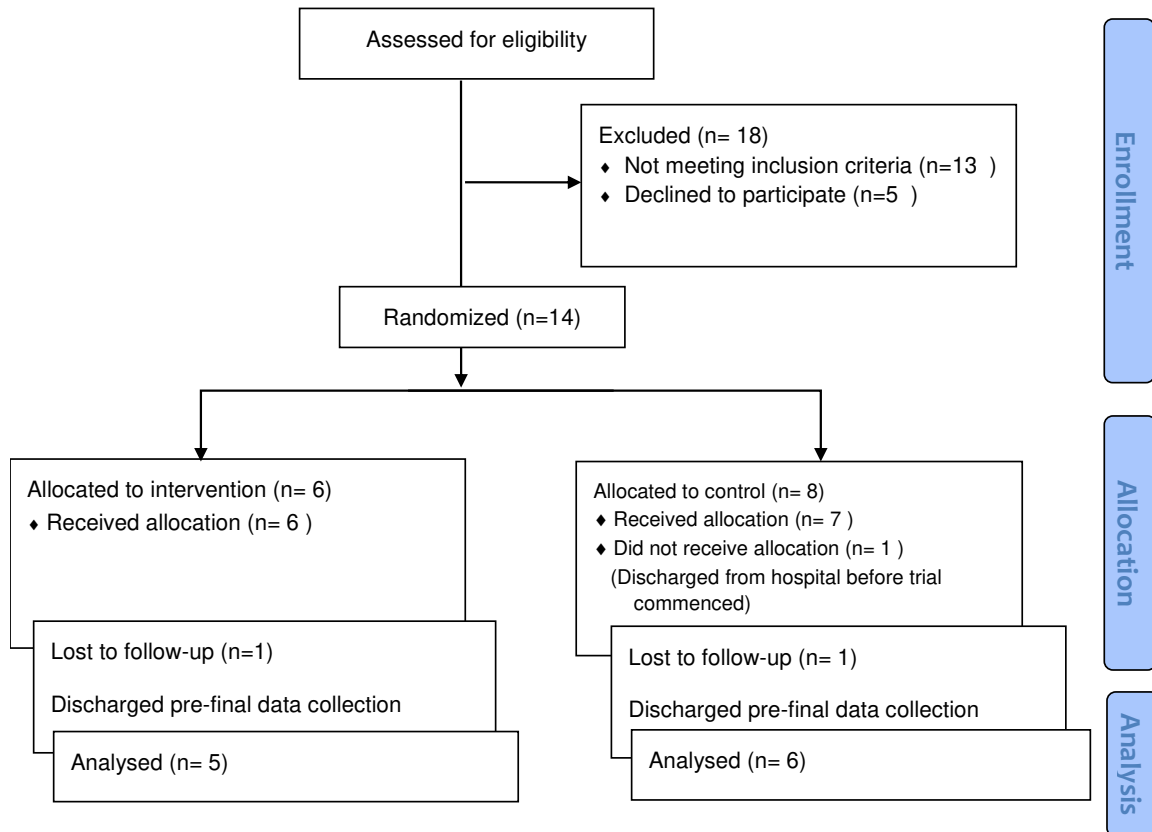 Assessed for eligibility
Excluded (n= 18)
♦ Not meeting inclusion criteria (n=13 )
♦ Declined to participate (n=5 )
Enrollment
Randomized (n=14)
Allocated to intervention (n= 6)
♦ Received allocation (n= 6 )
Allocated to control (n= 8)
♦ Received allocation (n= 7 )
♦ Did not receive allocation (n= 1 )
(Discharged from hospital before trial
commenced)
Allocation
Lost to follow-up (n=1)
Discharged pre-final data collection
Lost to follow-up (n= 1)
Discharged pre-final data collection
Analysed (n= 5)
Analysed (n= 6)
Analysis